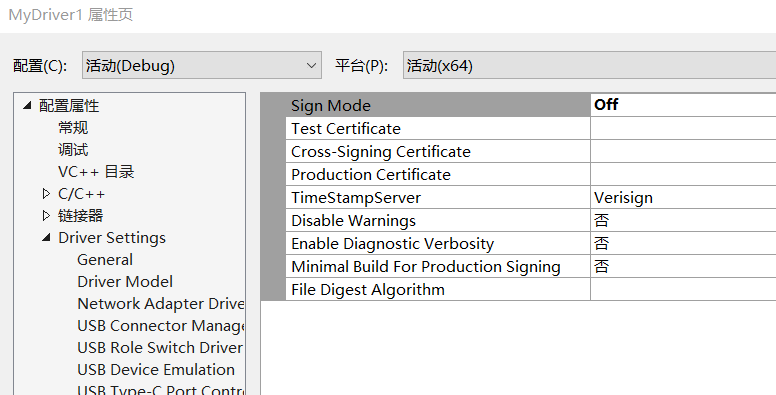 MyDriver1 属性页
配置(C): 活动(Debug) 平台(P): 活动(x64)
配置属性
常规
调试
VC++ 目录
C/C++
链接器
Driver Settings
General
Driver Model
Network Adapter Drive
USB Connector Manage
USB Role Switch Driver
USB Device Emulation
USB Type-C Port Contr
Sign Mode Off
Test Certificate
Cross-Signing Certificate
Production Certificate
TimeStampServer Verisign
Disable Warnings 否
Enable Diagnostic Verbosity 否
Minimal Build For Production Signing 否
File Digest Algorithm